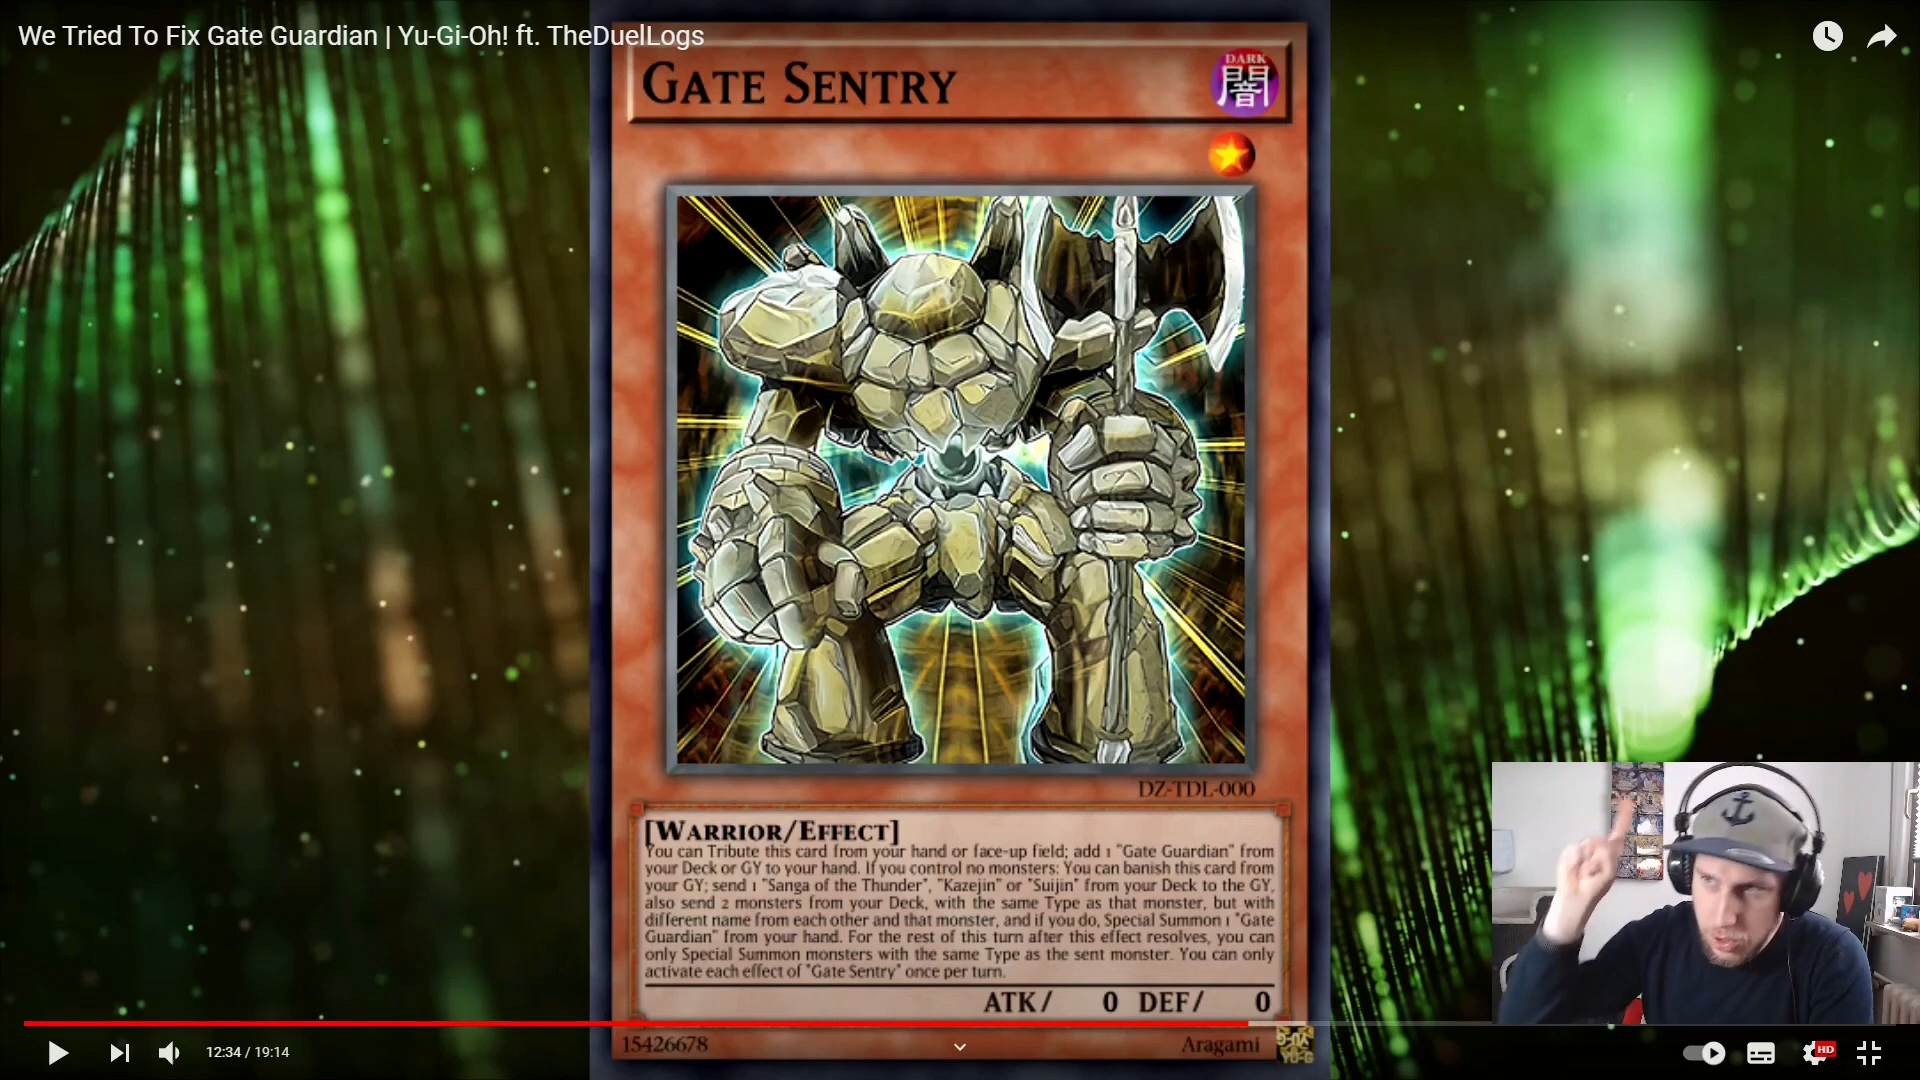 We Tried To Fix Gate Guardian | Yu-Gi-Oh! ft. TheDuelLogs
GATE SENTRY
DARK
闇
DZ-TDL-000
[WARRIOR/EFFECT]
You can Tribute this card from your hand or face-up field; add 1 "Gate Guardian" from
your Deck or GY to your hand. If you control no monsters: You can banish this card from
your GY; send 1 "Sanga of the Thunder", "Kazejin" or "Suijin" from your Deck to the GY,
also send 2 monsters from your Deck, with the same Type as that monster, but with
different name from each other and that monster, and if you do, Special Summon 1 "Gate
Guardian" from your hand. For the rest of this turn after this effect resolves, you can
only Special Summon monsters with the same Type as the sent monster. You can only
activate each effect of "Gate Sentry" once per turn.
ATK/ 0 DEF/ 0
15426678
Aragami
12:34 / 19:14
HD